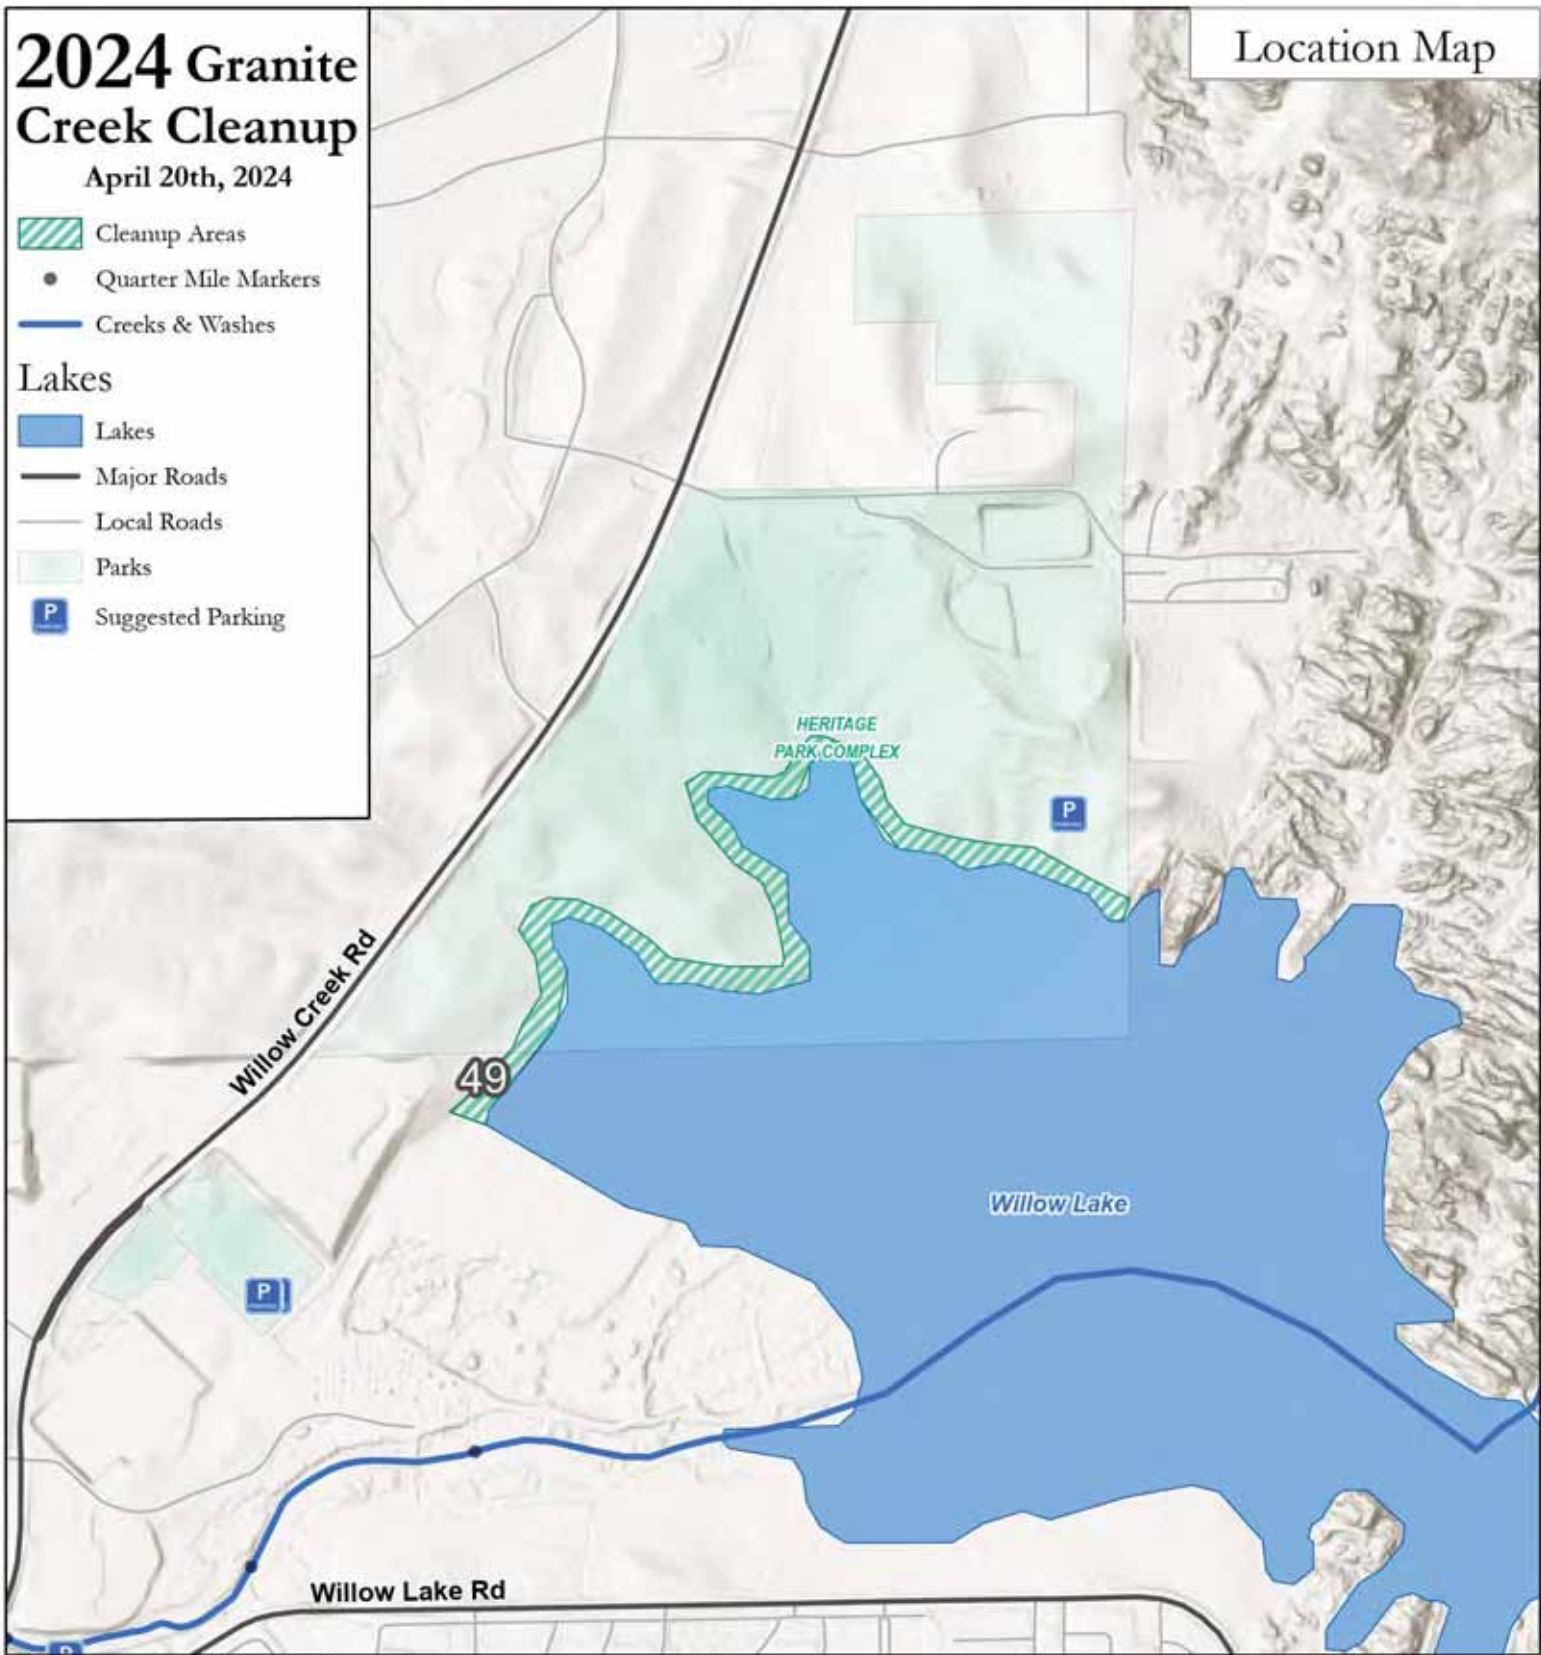 2024 Granite
Creek Cleanup
April 20th, 2024
Cleanup Areas
Quarter Mile Markers
Creeks & Washes
Lakes
Lakes
Major Roads
Local Roads
Parks
P
Suggested Parking
Location Map
HERITAGE
PARK COMPLEX
P
Willow Creek Rd
49
Willow Lake
P
Willow Lake Rd
P